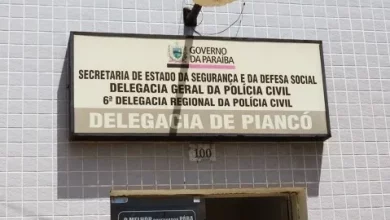 GOVERNO
DA PARAÍBA
SECRETARIA DE ESTADO DA SEGURANÇA E DA DEFESA SOCIAL
DELEGACIA GERAL DA POLÍCIA CIVIL
6ª DELEGACIA REGIONAL DA POLÍCIA CIVIL
DELEGACIA DE PIANCÓ
100
O MELHOR